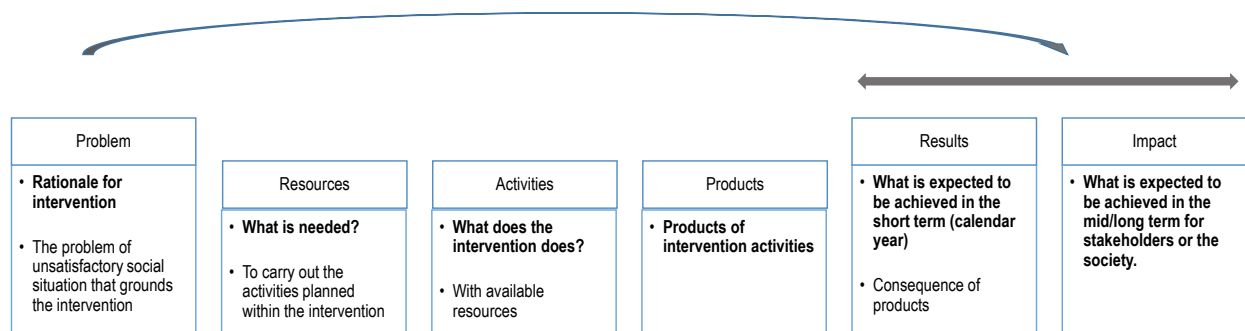 Problem
• Rationale for
intervention
• The problem of
unsatisfactory social
situation that grounds
the intervention
Resources
• What is needed?
• To carry out the
activities planned
within the intervention
Activities
• What does the
intervention does?
• With available
resources
Products
• Products of
intervention activities
Results
• What is expected to
be achieved in the
short term (calendar
year)
• Consequence of
products
Impact
• What is expected to
be achieved in the
mid/long term for
stakeholders or the
society.